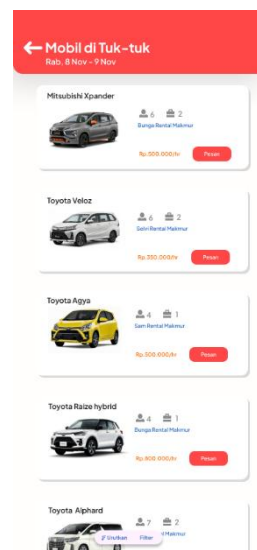 Mobil di Tuk-tuk
Rab, 8 Nov - 9 Nov
Mitsubishi Xpander
6 2
Bunga Rental Makmur
Rp.500.000/hr Pesan
Toyota Veloz
6 2
Sabri Rental Makmur
Rp.350.000/hr Pesan
Toyota Agya
4 1
Sam Rental Makmur
Rp.300.000/hr Pesan
Toyota Raize hybrid
4 1
Bunga Rental Makmur
Rp.800.000/hr Pesan
Toyota Alphard
7 2
Makmur
Urutkan Filter